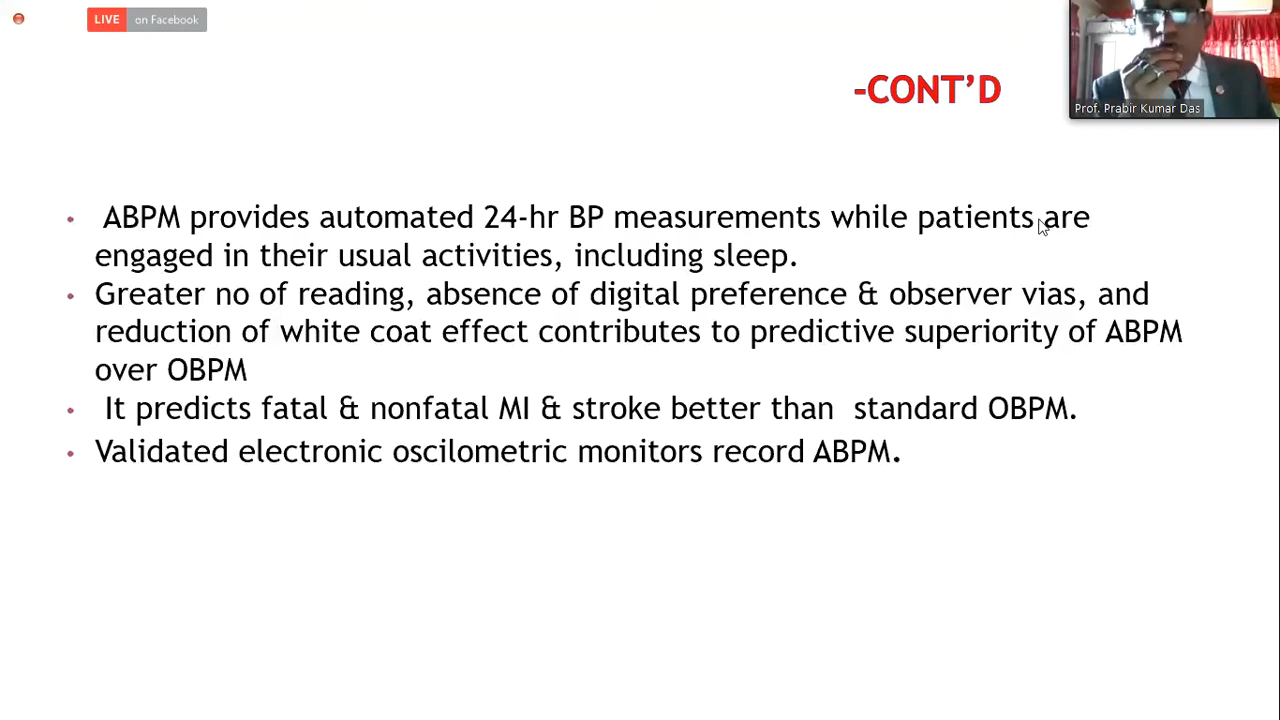 LIVE on Facebook
-CONT’D
Prof. Prabir Kumar Das
• ABPM provides automated 24-hr BP measurements while patients are
engaged in their usual activities, including sleep.
• Greater no of reading, absence of digital preference & observer vias, and
reduction of white coat effect contributes to predictive superiority of ABPM
over OBPM
• It predicts fatal & nonfatal MI & stroke better than standard OBPM.
• Validated electronic oscilometric monitors record ABPM.